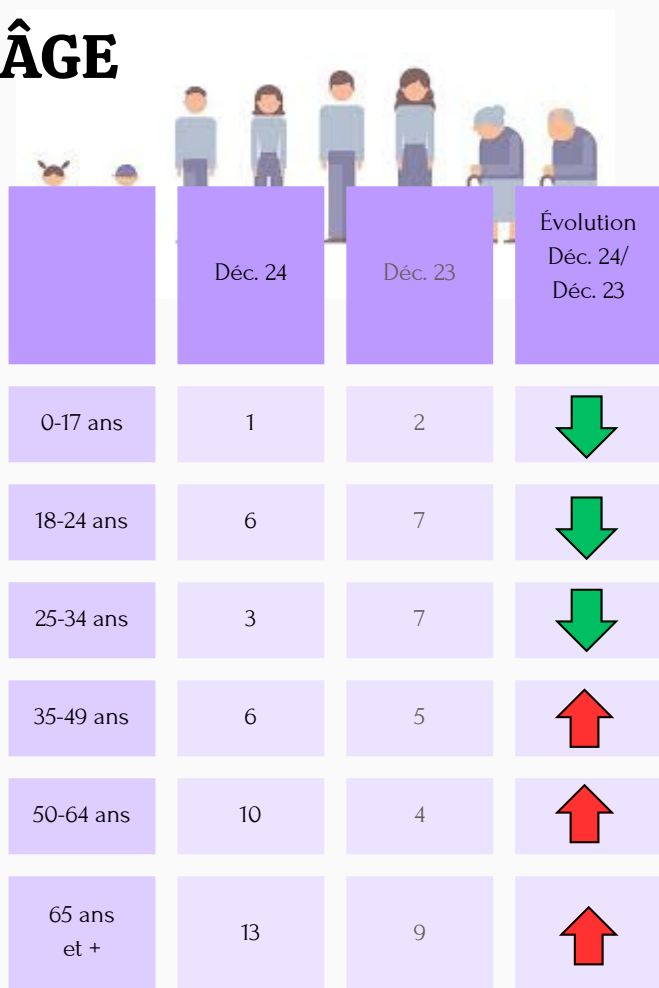 ÂGE
Déc. 24
Déc. 23
Évolution
Déc. 24/
Déc. 23
0-17 ans
1
2
18-24 ans
6
7
25-34 ans
3
7
35-49 ans
6
5
50-64 ans
10
4
65 ans
et +
13
9